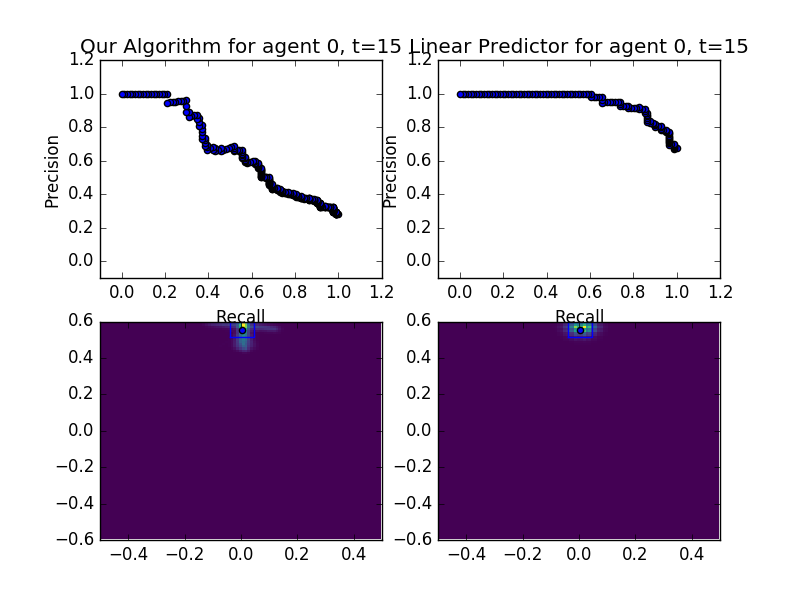 Our Algorithm for agent 0, t=15
Linear Predictor for agent 0, t=15
1.2
1.0
0.8
0.6
0.4
0.2
0.0
Precision
0.0 0.2 0.4 0.6 0.8 1.0 1.2
Recall
1.2
1.0
0.8
0.6
0.4
0.2
0.0
Precision
0.0 0.2 0.4 0.6 0.8 1.0 1.2
Recall
0.6
0.4
0.2
0.0
−0.2
−0.4
−0.6
−0.4 −0.2 0.0 0.2 0.4
0.6
0.4
0.2
0.0
−0.2
−0.4
−0.6
−0.4 −0.2 0.0 0.2 0.4